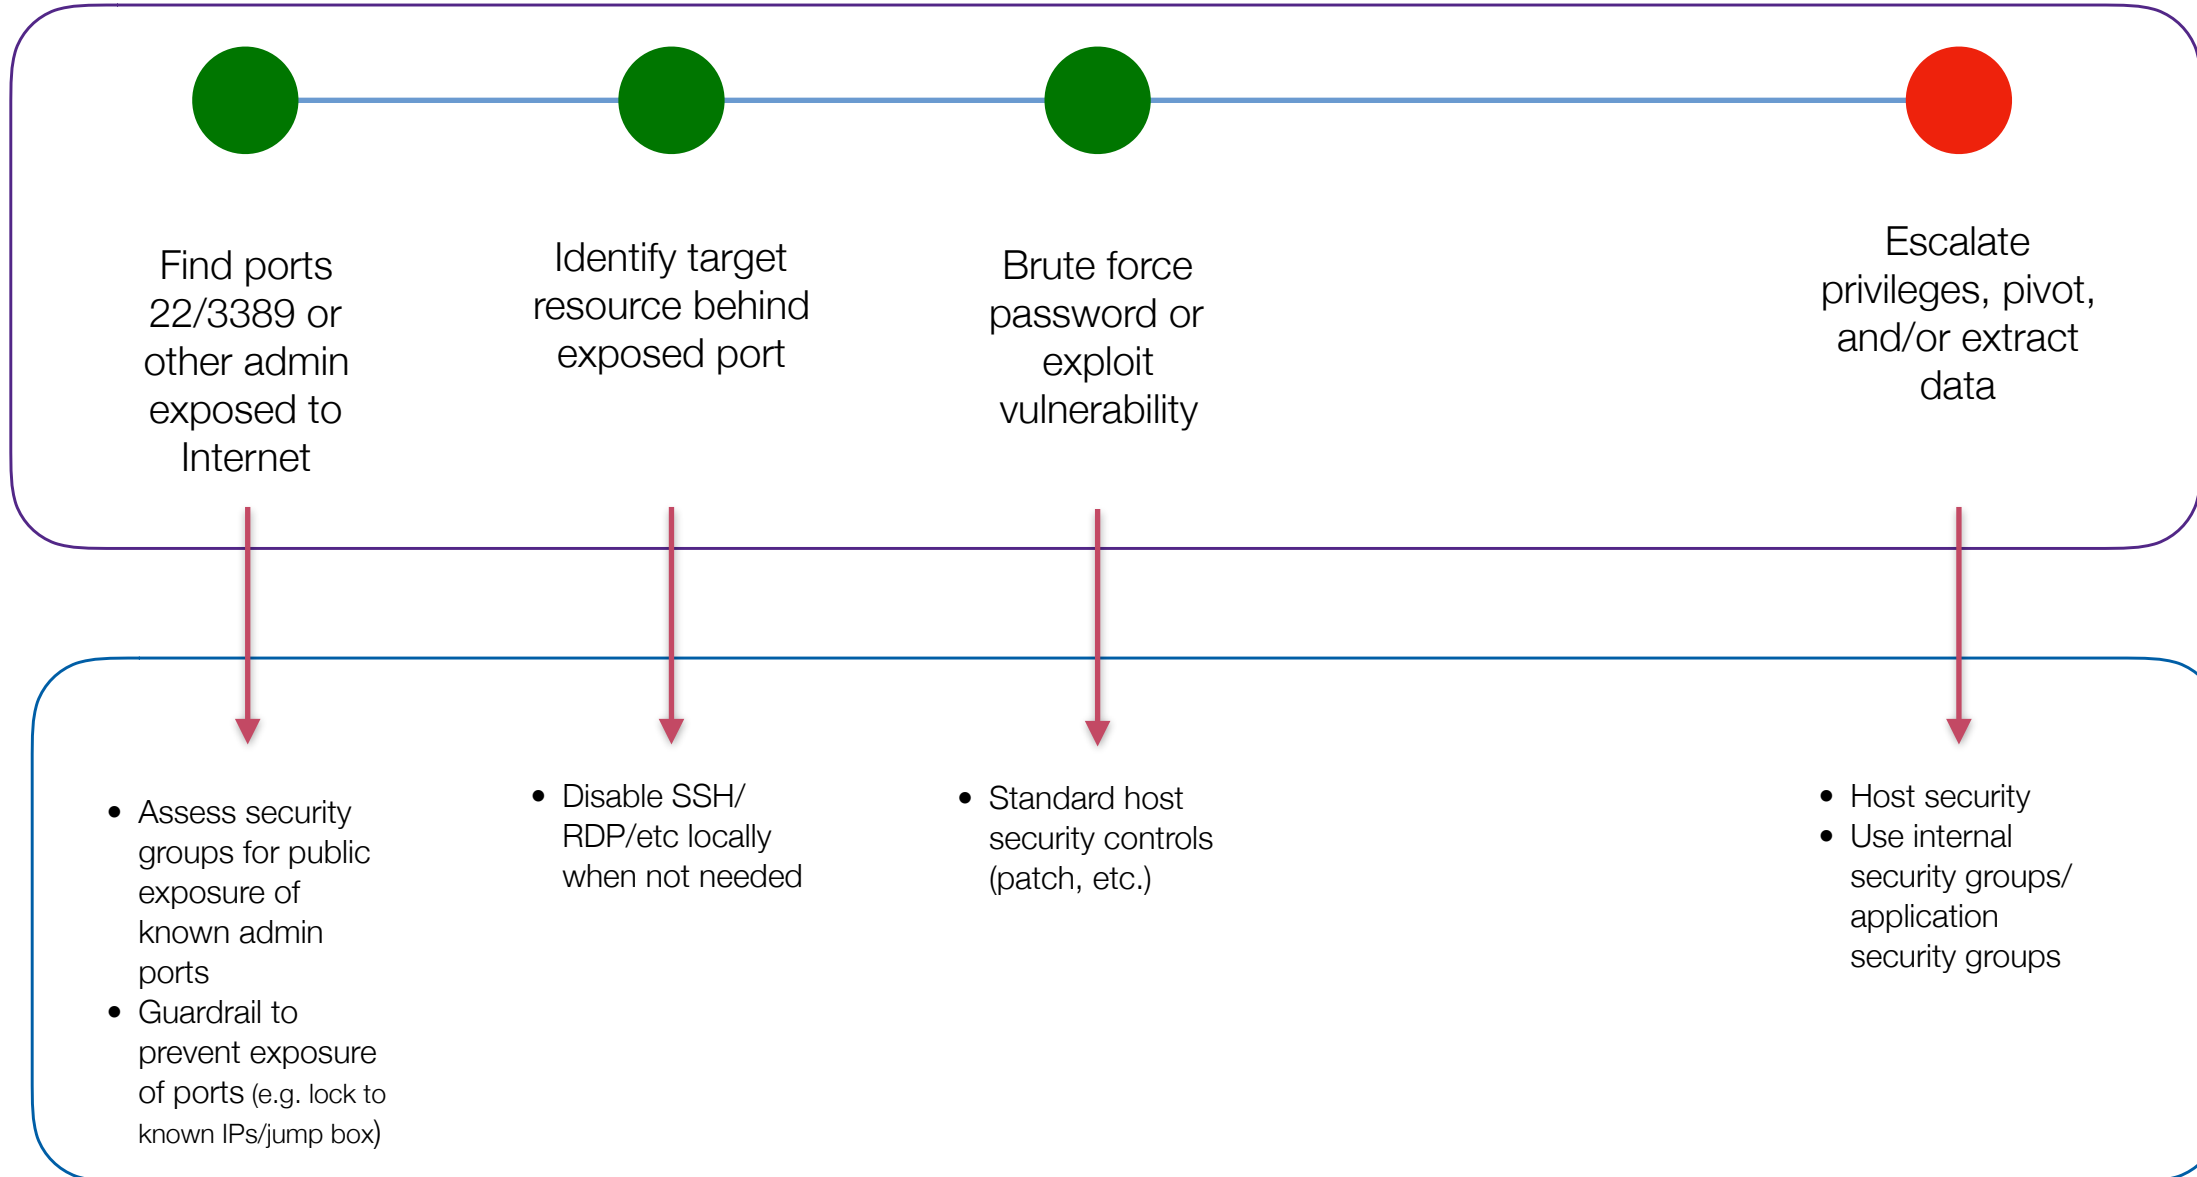 Find ports
22/3389 or
other admin
exposed to
Internet
Identify target
resource behind
exposed port
Brute force
password or
exploit
vulnerability
Escalate
privileges, pivot,
and/or extract
data
• Assess security
groups for public
exposure of
known admin
ports
• Guardrail to
prevent exposure
of ports (e.g. lock to
known IPs/jump box)
• Disable SSH/
RDP/etc locally
when not needed
• Standard host
security controls
(patch, etc.)
• Host security
• Use internal
security groups/
application
security groups